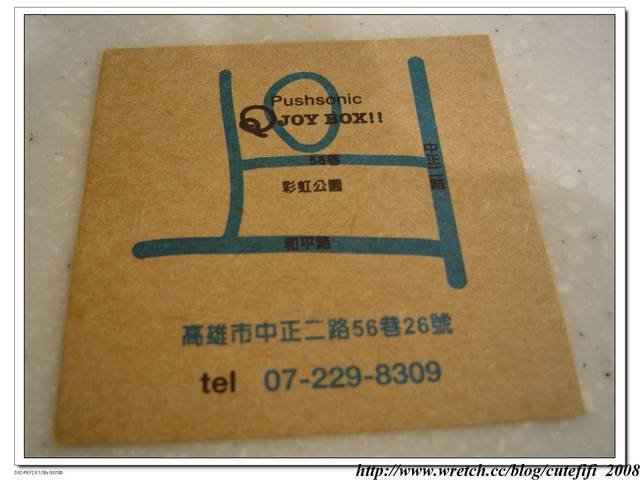 Pushsonic
Q JOY BOX!!
56巷
中正二路
彩虹公園
和平路
高雄市中正二路56巷26號
tel 07-229-8309
http://www.wretch.cc/blog/cutefifi 2008